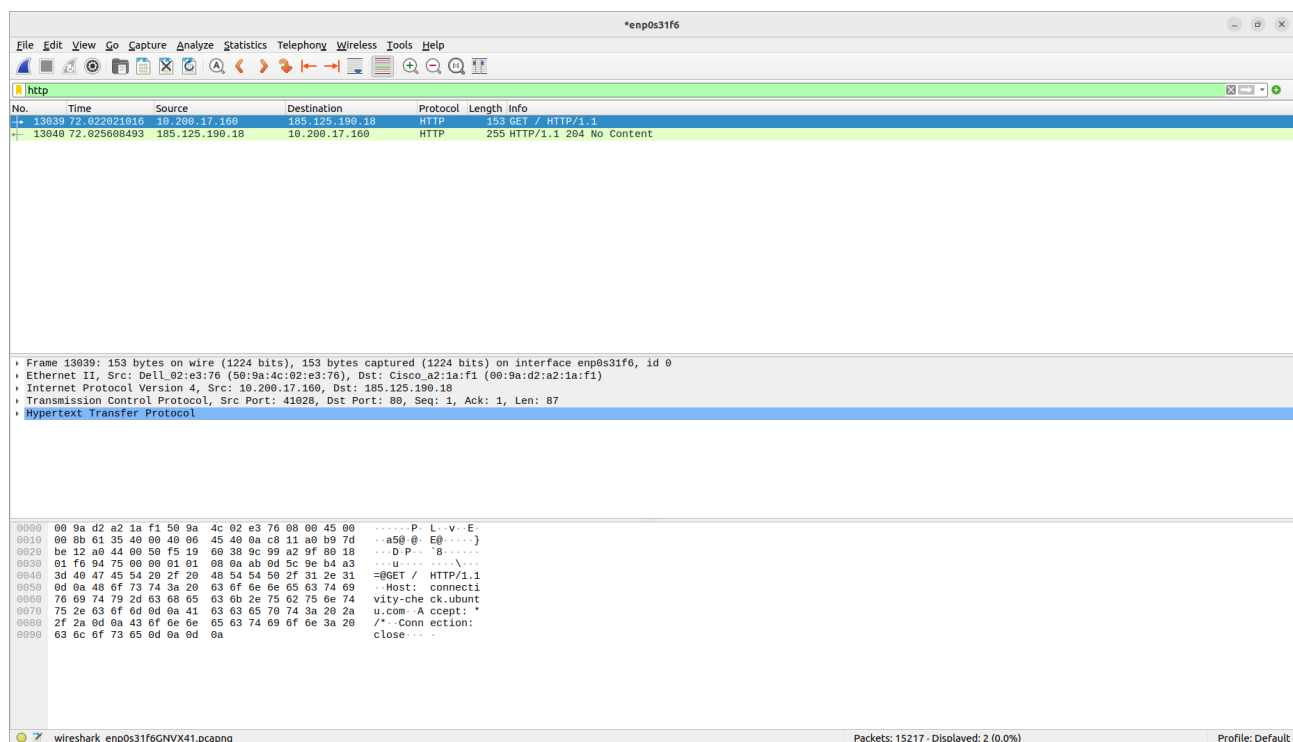 *enp0s31f6
File Edit View Go Capture Analyze Statistics Telephony Wireless Tools Help
http
No. Time Source Destination Protocol Length Info
13039 72.022021016 10.200.17.160 185.125.190.18 HTTP 153 GET / HTTP/1.1
13040 72.025608493 185.125.190.18 10.200.17.160 HTTP 255 HTTP/1.1 204 No Content
Frame 13039: 153 bytes on wire (1224 bits), 153 bytes captured (1224 bits) on interface enp0s31f6, id 0
Ethernet II, Src: Dell_02:e3:76 (50:9a:4c:02:e3:76), Dst: Cisco_a2:1a:f1 (00:9a:d2:a2:1a:f1)
Internet Protocol Version 4, Src: 10.200.17.160, Dst: 185.125.190.18
Transmission Control Protocol, Src Port: 41028, Dst Port: 80, Seq: 1, Ack: 1, Len: 87
Hypertext Transfer Protocol
0000 00 9a d2 a2 1a f1 50 9a 4c 02 e3 76 08 00 45 00 ······P· L··v··E·
0010 00 8b 61 35 40 00 40 06 45 40 0a c8 11 a0 b9 7d ··a5@·@· E@·····}
0020 be 12 a0 44 00 50 f5 19 60 38 9c 99 a2 9f 80 18 ···D·P·· `8······
0030 01 f6 94 75 00 00 01 01 08 0a ab 0d 5c 9e b4 a3 ···u···· ····\···
0040 3d 40 47 45 54 20 2f 20 48 54 54 50 2f 31 2e 31 =@GET / HTTP/1.1
0050 0d 0a 48 6f 73 74 3a 20 63 6f 6e 6e 65 63 74 69 ··Host: connecti
0060 76 69 74 79 2d 63 68 65 63 6b 2e 75 62 75 6e 74 vity-che ck.ubunt
0070 75 2e 63 6f 6d 0d 0a 41 63 63 65 70 74 3a 20 2a u.com··A ccept: *
0080 2f 2a 0d 0a 43 6f 6e 6e 65 63 74 69 6f 6e 3a 20 /*··Conn ection:
0090 63 6c 6f 73 65 0d 0a 0d 0a close··· ·
wireshark_enp0s31f6GNVX41.pcapng Packets: 15217 · Displayed: 2 (0.0%) Profile: Default